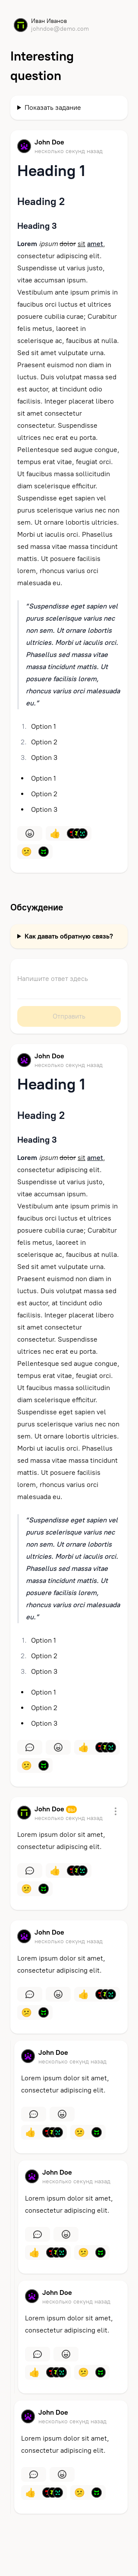 Иван Иванов
johndoe@demo.com
Interesting
question
Показать задание
John Doe
несколько секунд назад
Heading 1
Heading 2
Heading 3
Lorem ipsum dolor sit amet,
consectetur adipiscing elit.
Suspendisse ut varius justo,
vitae accumsan ipsum.
Vestibulum ante ipsum primis in
faucibus orci luctus et ultrices
posuere cubilia curae; Curabitur
felis metus, laoreet in
scelerisque ac, faucibus at nulla.
Sed sit amet vulputate urna.
Praesent euismod non diam in
luctus. Duis volutpat massa sed
est auctor, at tincidunt odio
facilisis. Integer placerat libero
sit amet consectetur
consectetur. Suspendisse
ultrices nec erat eu porta.
Pellentesque sed augue congue,
tempus erat vitae, feugiat orci.
Ut faucibus massa sollicitudin
diam scelerisque efficitur.
Suspendisse eget sapien vel
purus scelerisque varius nec non
sem. Ut ornare lobortis ultricies.
Morbi ut iaculis orci. Phasellus
sed massa vitae massa tincidunt
mattis. Ut posuere facilisis
lorem, rhoncus varius orci
malesuada eu.
"Suspendisse eget sapien vel
purus scelerisque varius nec
non sem. Ut ornare lobortis
ultricies. Morbi ut iaculis orci.
Phasellus sed massa vitae
massa tincidunt mattis. Ut
posuere facilisis lorem,
rhoncus varius orci malesuada
eu."
1. Option 1
2. Option 2
3. Option 3
• Option 1
• Option 2
• Option 3
Обсуждение
Как давать обратную связь?
Напишите ответ здесь
Отправить
John Doe
несколько секунд назад
Heading 1
Heading 2
Heading 3
Lorem ipsum dolor sit amet,
consectetur adipiscing elit.
Suspendisse ut varius justo,
vitae accumsan ipsum.
Vestibulum ante ipsum primis in
faucibus orci luctus et ultrices
posuere cubilia curae; Curabitur
felis metus, laoreet in
scelerisque ac, faucibus at nulla.
Sed sit amet vulputate urna.
Praesent euismod non diam in
luctus. Duis volutpat massa sed
est auctor, at tincidunt odio
facilisis. Integer placerat libero
sit amet consectetur
consectetur. Suspendisse
ultrices nec erat eu porta.
Pellentesque sed augue congue,
tempus erat vitae, feugiat orci.
Ut faucibus massa sollicitudin
diam scelerisque efficitur.
Suspendisse eget sapien vel
purus scelerisque varius nec non
sem. Ut ornare lobortis ultricies.
Morbi ut iaculis orci. Phasellus
sed massa vitae massa tincidunt
mattis. Ut posuere facilisis
lorem, rhoncus varius orci
malesuada eu.
"Suspendisse eget sapien vel
purus scelerisque varius nec
non sem. Ut ornare lobortis
ultricies. Morbi ut iaculis orci.
Phasellus sed massa vitae
massa tincidunt mattis. Ut
posuere facilisis lorem,
rhoncus varius orci malesuada
eu."
1. Option 1
2. Option 2
3. Option 3
• Option 1
• Option 2
• Option 3
John Doe
несколько секунд назад
Lorem ipsum dolor sit amet,
consectetur adipiscing elit.
John Doe
несколько секунд назад
Lorem ipsum dolor sit amet,
consectetur adipiscing elit.
John Doe
несколько секунд назад
Lorem ipsum dolor sit amet,
consectetur adipiscing elit.
John Doe
несколько секунд назад
Lorem ipsum dolor sit amet,
consectetur adipiscing elit.
John Doe
несколько секунд назад
Lorem ipsum dolor sit amet,
consectetur adipiscing elit.
John Doe
несколько секунд назад
Lorem ipsum dolor sit amet,
consectetur adipiscing elit.